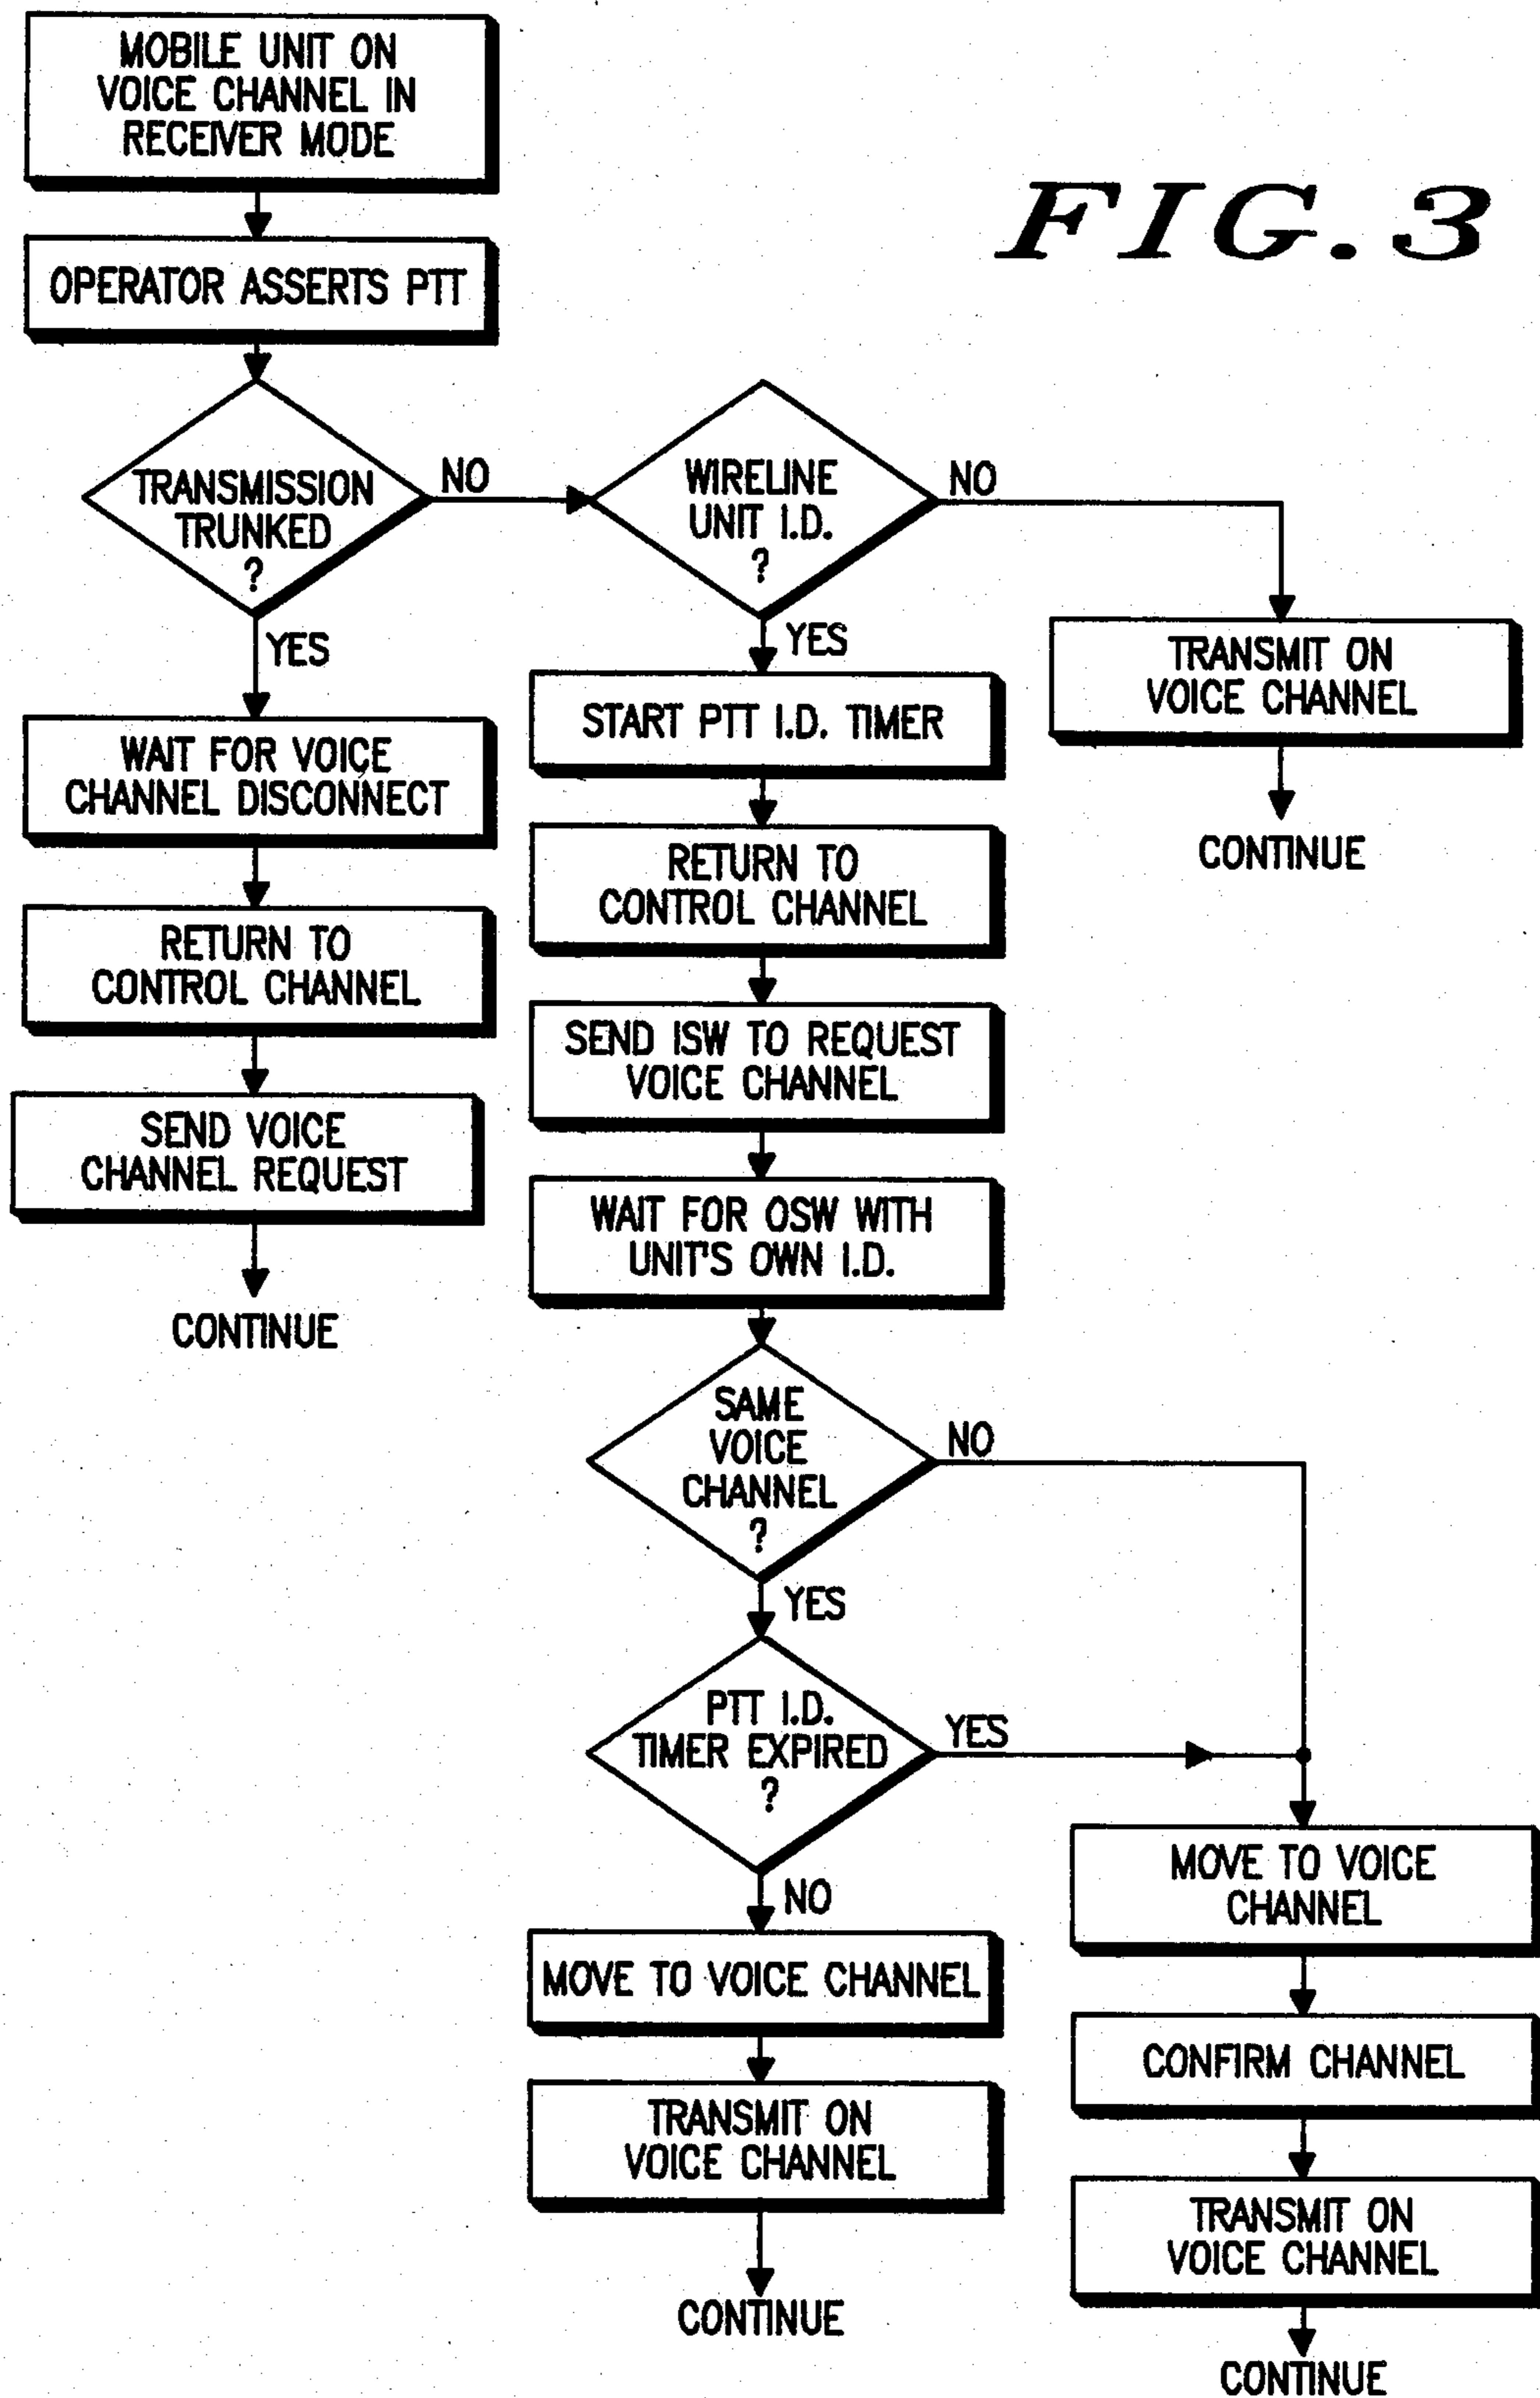 MOBILE UNIT ON
VOICE CHANNEL IN
RECEIVER MODE
FIG. 3
OPERATOR ASSERTS PTT
TRANSMISSION
TRUNKED
?
NO
YES
WIRELINE
UNIT I.D.
?
NO
YES
TRANSMIT ON
VOICE CHANNEL
CONTINUE
WAIT FOR VOICE
CHANNEL DISCONNECT
RETURN TO
CONTROL CHANNEL
SEND VOICE
CHANNEL REQUEST
CONTINUE
START PTT I.D. TIMER
RETURN TO
CONTROL CHANNEL
SEND ISW TO REQUEST
VOICE CHANNEL
WAIT FOR OSW WITH
UNIT'S OWN I.D.
SAME
VOICE
CHANNEL
?
NO
YES
PTT I.D.
TIMER EXPIRED
?
YES
NO
MOVE TO VOICE CHANNEL
TRANSMIT ON
VOICE CHANNEL
CONTINUE
MOVE TO VOICE
CHANNEL
CONFIRM CHANNEL
TRANSMIT ON
VOICE CHANNEL
CONTINUE